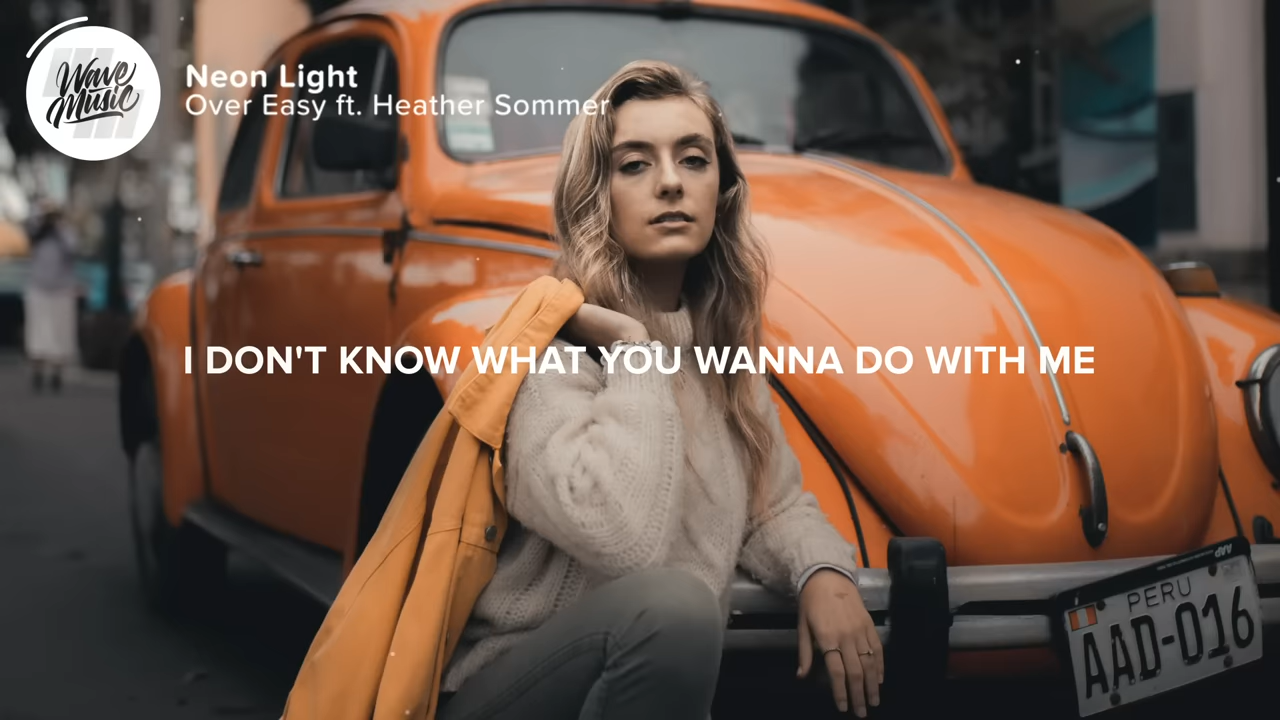 Wave
Music
Neon Light
Over Easy ft. Heather Sommer
I DON'T KNOW WHAT YOU WANNA DO WITH ME
PERU
AAD-016